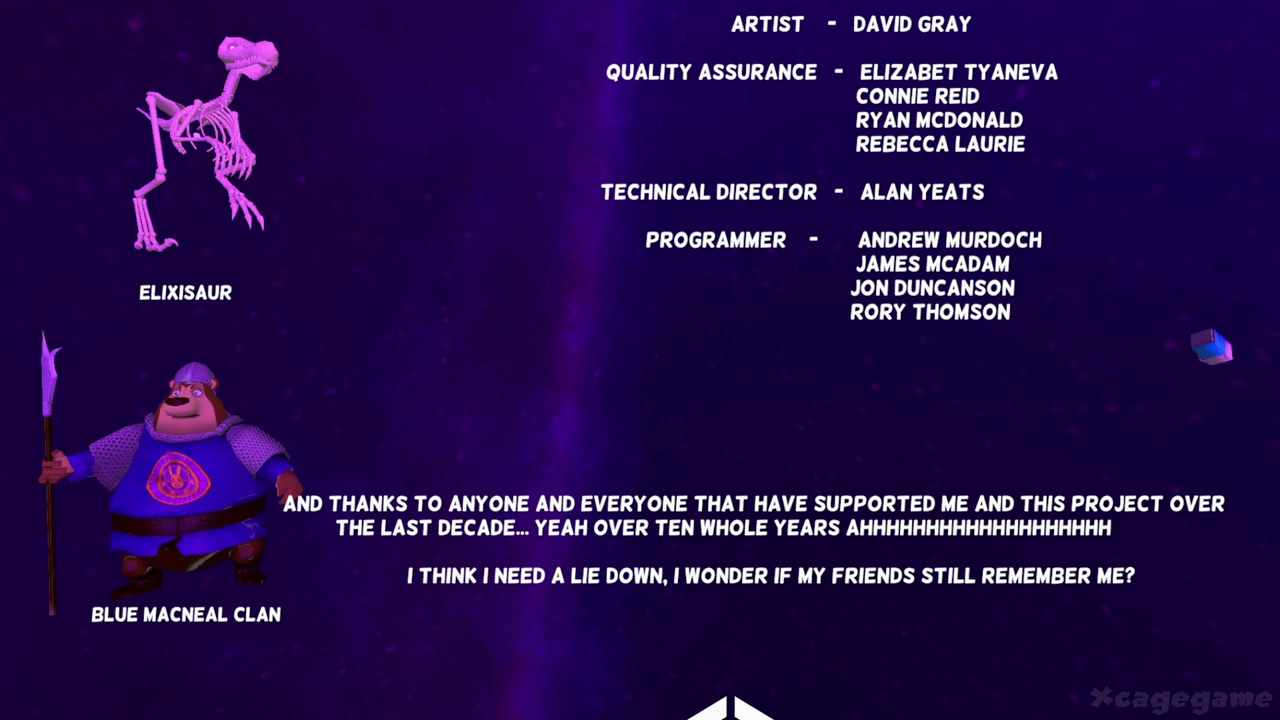 ARTIST - DAVID GRAY
QUALITY ASSURANCE - ELIZABET TYANEVA
CONNIE REID
RYAN MCDONALD
REBECCA LAURIE
TECHNICAL DIRECTOR - ALAN YEATS
PROGRAMMER - ANDREW MURDOCH
JAMES MCADAM
JON DUNCANSON
RORY THOMSON
ELIXISAUR
AND THANKS TO ANYONE AND EVERYONE THAT HAVE SUPPORTED ME AND THIS PROJECT OVER
THE LAST DECADE... YEAH OVER TEN WHOLE YEARS AHHHHHHHHHHHHHHHHHHH
I THINK I NEED A LIE DOWN, I WONDER IF MY FRIENDS STILL REMEMBER ME?
BLUE MACNEAL CLAN
Xcagegame